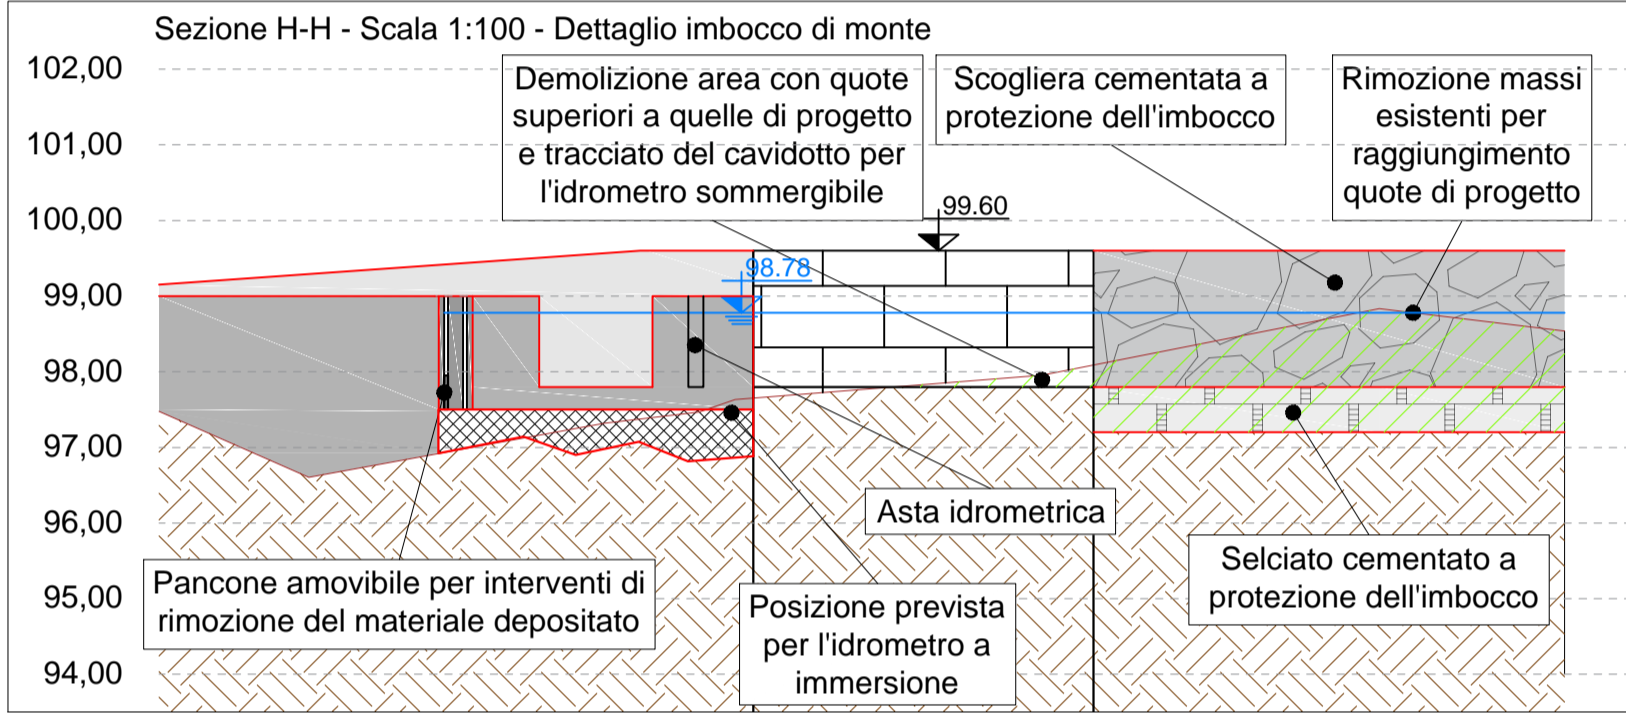 Sezione H-H - Scala 1:100 - Dettaglio imbocco di monte
102,00
101,00
100,00
99,00
98,00
97,00
96,00
95,00
94,00
Demolizione area con quote
superiori a quelle di progetto
e tracciato del cavidotto per
l'idrometro sommergibile
Scogliera cementata a
protezione dell'imbocco
Rimozione massi
esistenti per
raggiungimento
quote di progetto
99.60
98.78
Asta idrometrica
Pancone amovibile per interventi di
rimozione del materiale depositato
Posizione prevista
per l'idrometro a
immersione
Selciato cementato a
protezione dell'imbocco